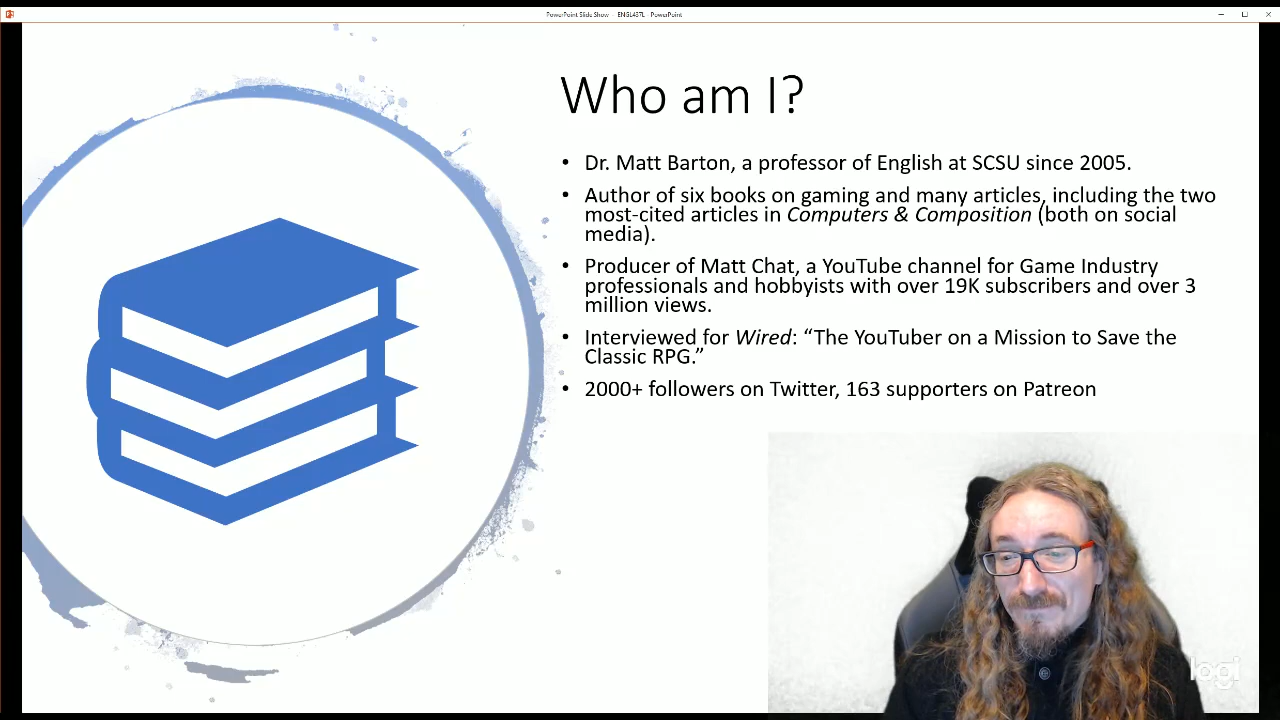 PowerPoint Slide Show - ENGL457L - PowerPoint
Who am I?
• Dr. Matt Barton, a professor of English at SCSU since 2005.
• Author of six books on gaming and many articles, including the two
most-cited articles in Computers & Composition (both on social
media).
• Producer of Matt Chat, a YouTube channel for Game Industry
professionals and hobbyists with over 19K subscribers and over 3
million views.
• Interviewed for Wired: “The YouTuber on a Mission to Save the
Classic RPG.”
• 2000+ followers on Twitter, 163 supporters on Patreon
logi